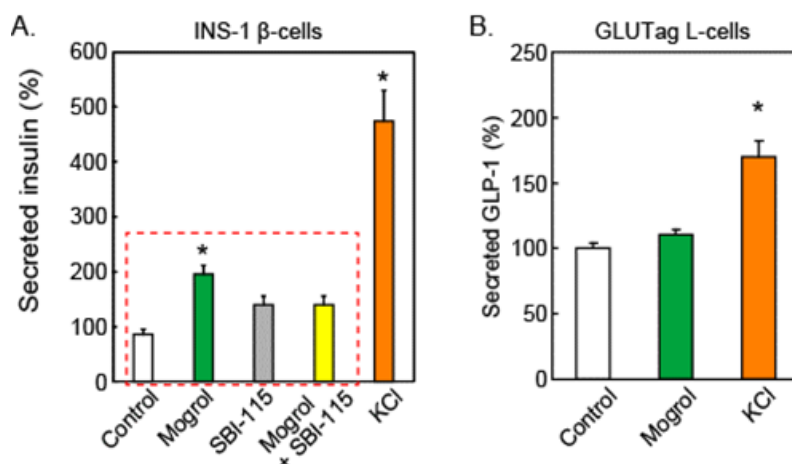 A.
INS-1 β-cells
Secreted insulin (%)
600
500
400
300
200
100
0
*
*
Control
Mogrol
SBI-115
Mogrol
+ SBI-115
KCl
B.
GLUTag L-cells
Secreted GLP-1 (%)
250
200
150
100
50
0
*
Control
Mogrol
KCl